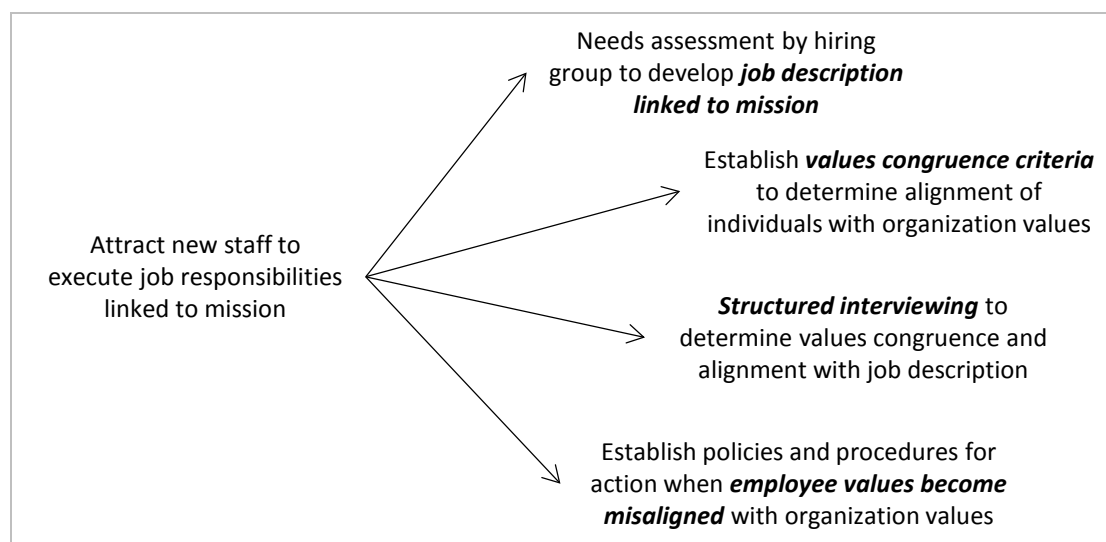 Needs assessment by hiring
group to develop job description
linked to mission
Establish values congruence criteria
to determine alignment of
individuals with organization values
Attract new staff to
execute job responsibilities
linked to mission
Structured interviewing to
determine values congruence and
alignment with job description
Establish policies and procedures for
action when employee values become
misaligned with organization values